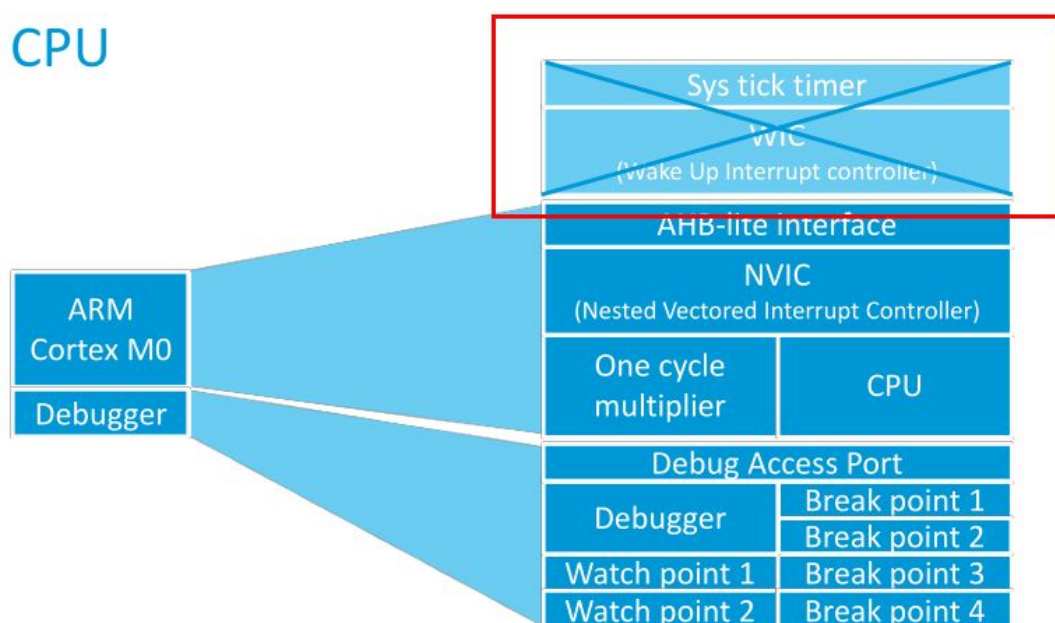 CPU
Sys tick timer
WIC
(Wake Up Interrupt controller)
AHB-lite interface
NVIC
(Nested Vectored Interrupt Controller)
One cycle
multiplier
CPU
ARM
Cortex M0
Debugger
Debug Access Port
Debugger
Break point 1
Break point 2
Watch point 1
Break point 3
Watch point 2
Break point 4